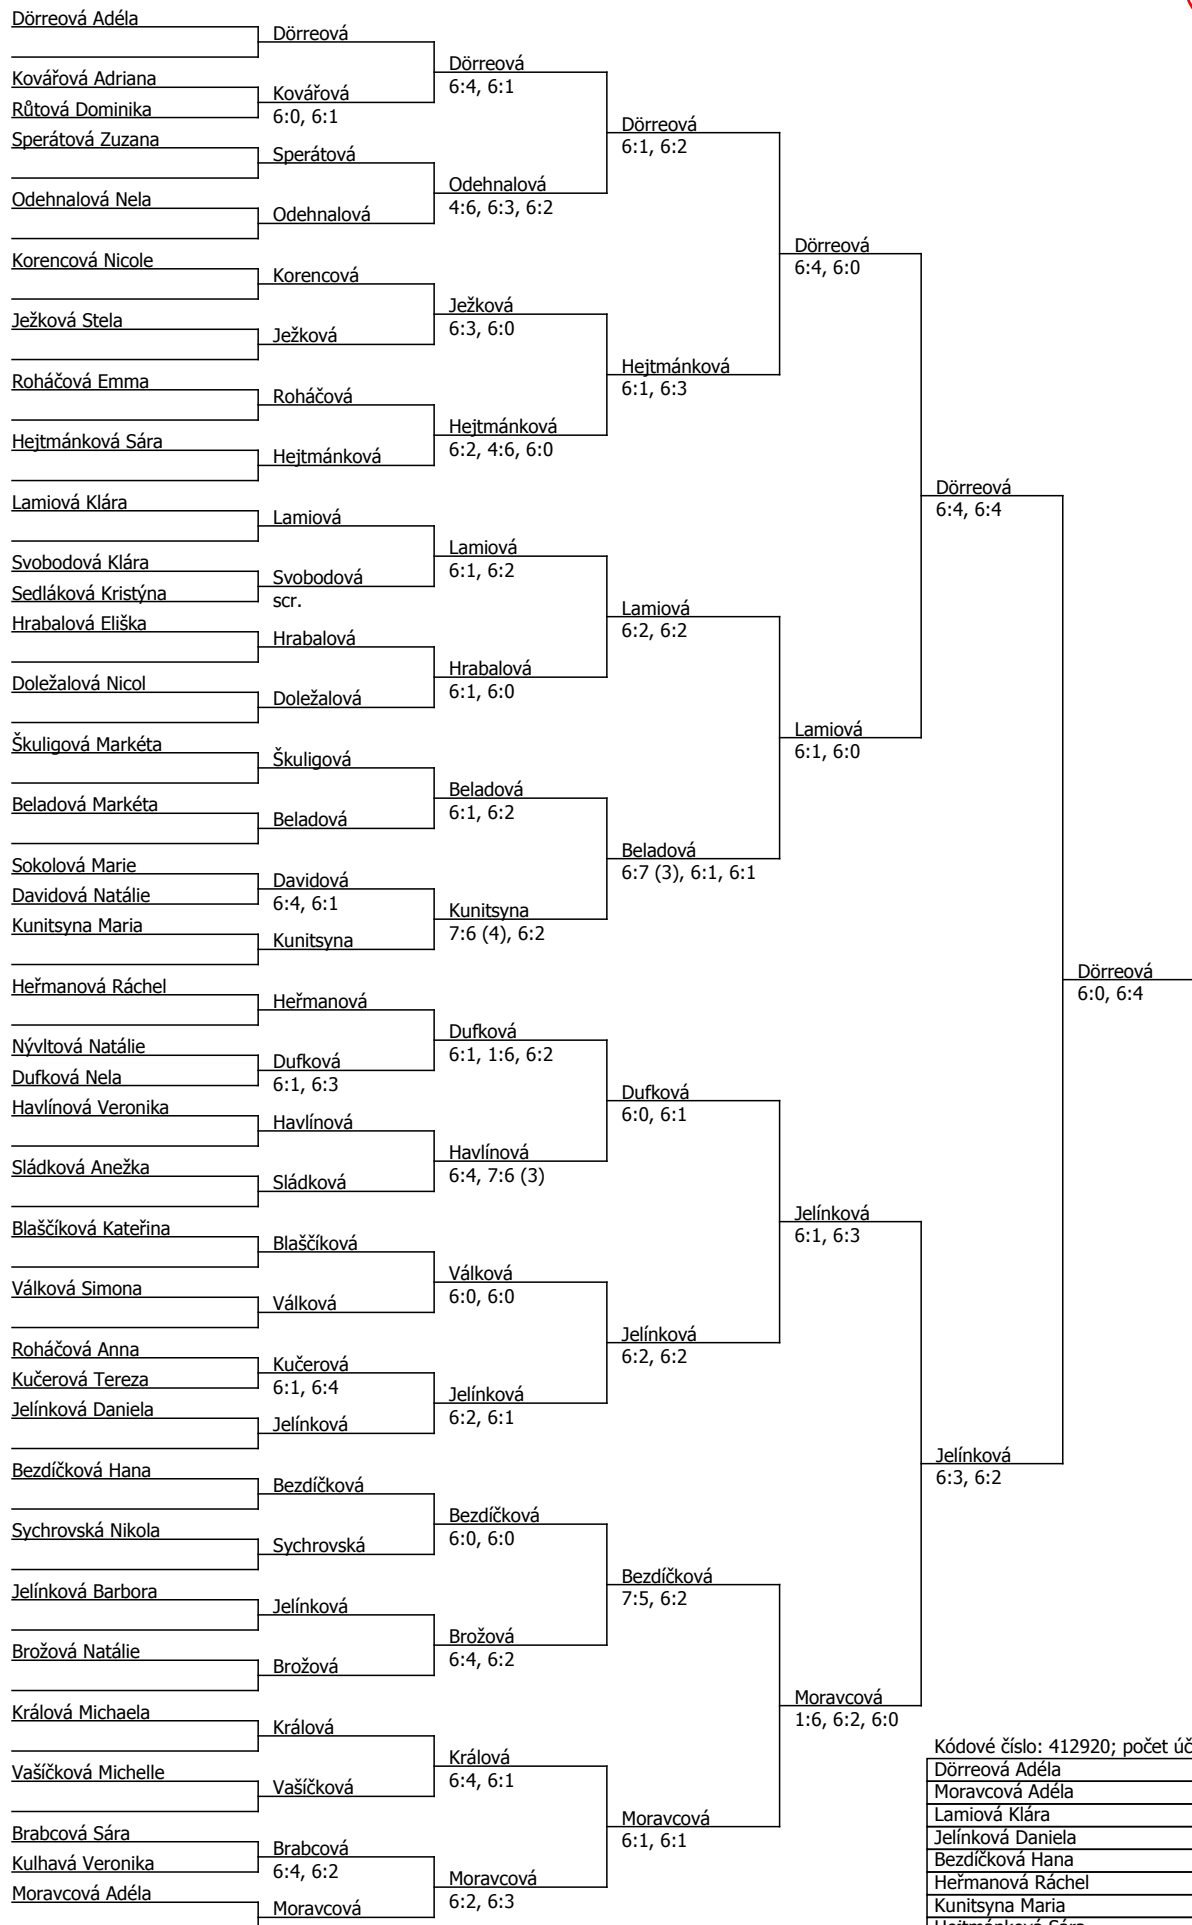 Dörreová Adéla
Kovářová Adriana
Růtová Dominika
Sperátová Zuzana
Odehnalová Nela
Korencová Nicole
Ježková Stela
Roháčová Emma
Hejtmánková Sára
Lamiová Klára
Svobodová Klára
Sedláková Kristýna
Hrabalová Eliška
Doležalová Nicol
Škuligová Markéta
Beladová Markéta
Sokolová Marie
Davidová Natálie
Kunitsyna Maria
Heřmanová Ráchel
Nývltová Natálie
Dufková Nela
Havlínová Veronika
Sládková Anežka
Blaščíková Kateřina
Válková Simona
Roháčová Anna
Kučerová Tereza
Jelínková Daniela
Bezdíčková Hana
Sychrovská Nikola
Jelínková Barbora
Brožová Natálie
Králová Michaela
Vašíčková Michelle
Brabcová Sára
Kulhavá Veronika
Moravcová Adéla
Dörreová
Kovářová
6:0, 6:1
Sperátová
Odehnalová
Korencová
Ježková
Roháčová
Hejtmánková
Lamiová
Svobodová
scr.
Hrabalová
Doležalová
Škuligová
Beladová
Davidová
6:4, 6:1
Kunitsyna
Heřmanová
Dufková
6:1, 6:3
Havlínová
Sládková
Blaščíková
Válková
Kučerová
6:1, 6:4
Jelínková
Bezdíčková
Sychrovská
Jelínková
Brožová
Králová
Vašíčková
Brabcová
6:4, 6:2
Moravcová
Dörreová
6:4, 6:1
Odehnalová
4:6, 6:3, 6:2
Ježková
6:3, 6:0
Hejtmánková
6:2, 4:6, 6:0
Lamiová
6:1, 6:2
Hrabalová
6:1, 6:0
Beladová
6:1, 6:2
Kunitsyna
7:6 (4), 6:2
Dufková
6:1, 1:6, 6:2
Havlínová
6:4, 7:6 (3)
Válková
6:0, 6:0
Jelínková
6:2, 6:1
Bezdíčková
6:0, 6:0
Brožová
6:4, 6:2
Králová
6:4, 6:1
Moravcová
6:2, 6:3
Dörreová
6:1, 6:2
Hejtmánková
6:1, 6:3
Lamiová
6:2, 6:2
Beladová
6:7 (3), 6:1, 6:1
Dufková
6:0, 6:1
Jelínková
6:2, 6:2
Bezdíčková
7:5, 6:2
Moravcová
6:1, 6:1
Dörreová
6:4, 6:0
Lamiová
6:1, 6:0
Jelínková
6:1, 6:3
Moravcová
1:6, 6:2, 6:0
Dörreová
6:4, 6:4
Jelínková
6:3, 6:2
Dörreová
6:0, 6:4
Kódové číslo: 412920; počet úč
Dörreová Adéla
Moravcová Adéla
Lamiová Klára
Jelínková Daniela
Bezdíčková Hana
Heřmanová Ráchel
Kunitsyna Maria
Hejtmánková Sára